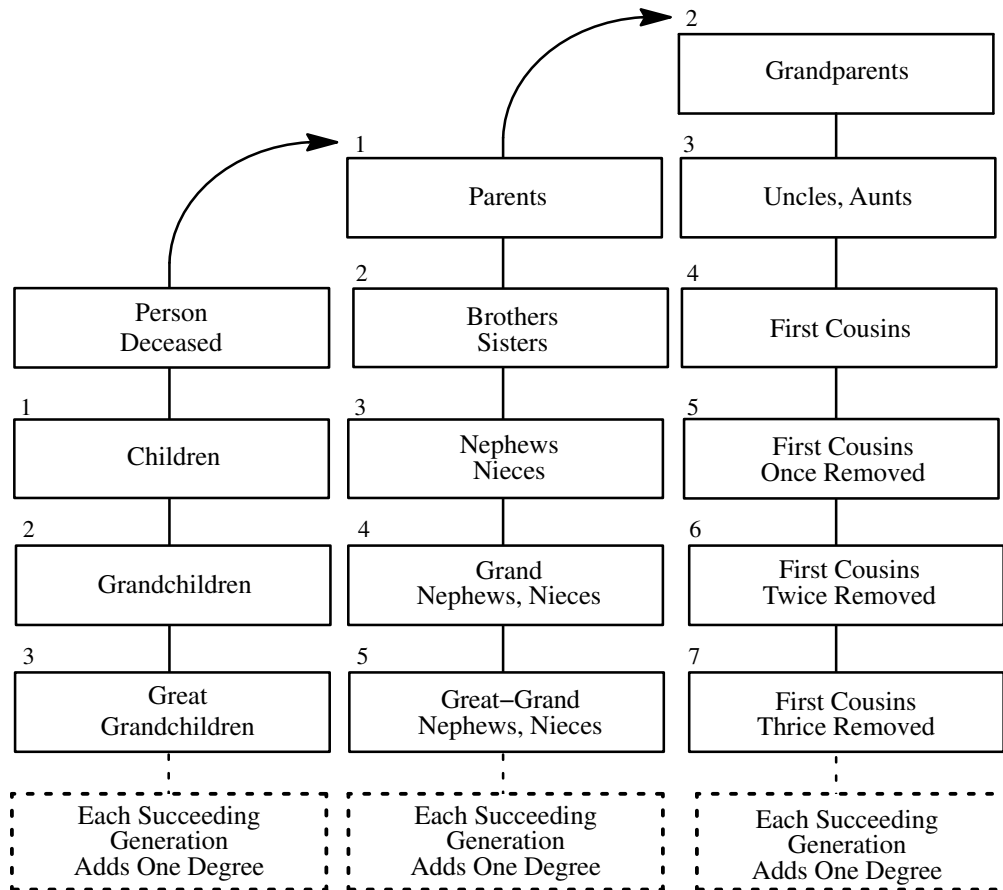 Person
Deceased
1
Children
2
Grandchildren
3
Great
Grandchildren
Each Succeeding
Generation
Adds One Degree
1
Parents
2
Brothers
Sisters
3
Nephews
Nieces
4
Grand
Nephews, Nieces
5
Great–Grand
Nephews, Nieces
Each Succeeding
Generation
Adds One Degree
2
Grandparents
3
Uncles, Aunts
4
First Cousins
5
First Cousins
Once Removed
6
First Cousins
Twice Removed
7
First Cousins
Thrice Removed
Each Succeeding
Generation
Adds One Degree